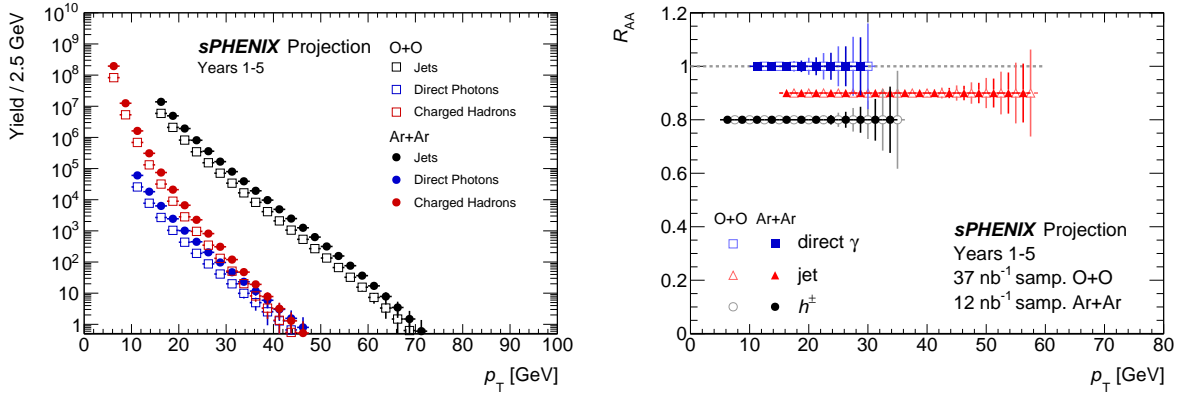 Yield / 2.5 GeV
10^10
10^9
10^8
10^7
10^6
10^5
10^4
10^3
10^2
10
1
0 10 20 30 40 50 60 70 80 90 100
p_T [GeV]
sPHENIX Projection
Years 1-5
O+O
Jets
Direct Photons
Charged Hadrons
Ar+Ar
Jets
Direct Photons
Charged Hadrons
R_AA
1.2
1
0.8
0.6
0.4
0.2
0
0 10 20 30 40 50 60 70 80
p_T [GeV]
O+O Ar+Ar
direct γ
jet
h^±
sPHENIX Projection
Years 1-5
37 nb^-1 samp. O+O
12 nb^-1 samp. Ar+Ar